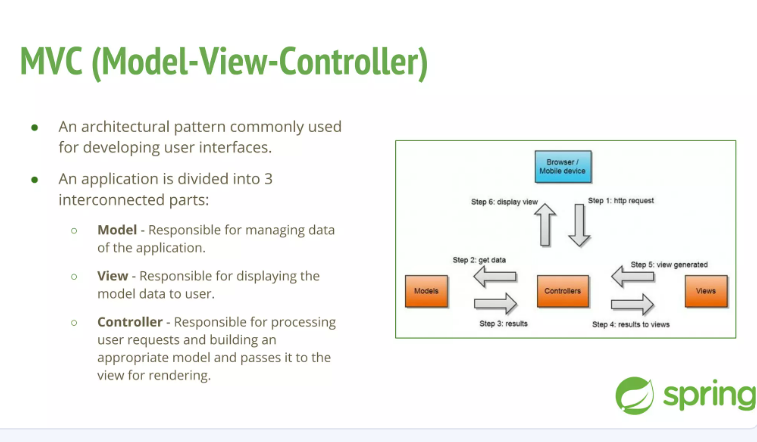 MVC (Model-View-Controller)
● An architectural pattern commonly used
for developing user interfaces.
● An application is divided into 3
interconnected parts:
○ Model - Responsible for managing data
of the application.
○ View - Responsible for displaying the
model data to user.
○ Controller - Responsible for processing
user requests and building an
appropriate model and passes it to the
view for rendering.
Browser /
Mobile device
Step 6: display view
Step 1: http request
Step 2: get data
Step 5: view generated
Models
Controllers
Views
Step 3: results
Step 4: results to views
spring